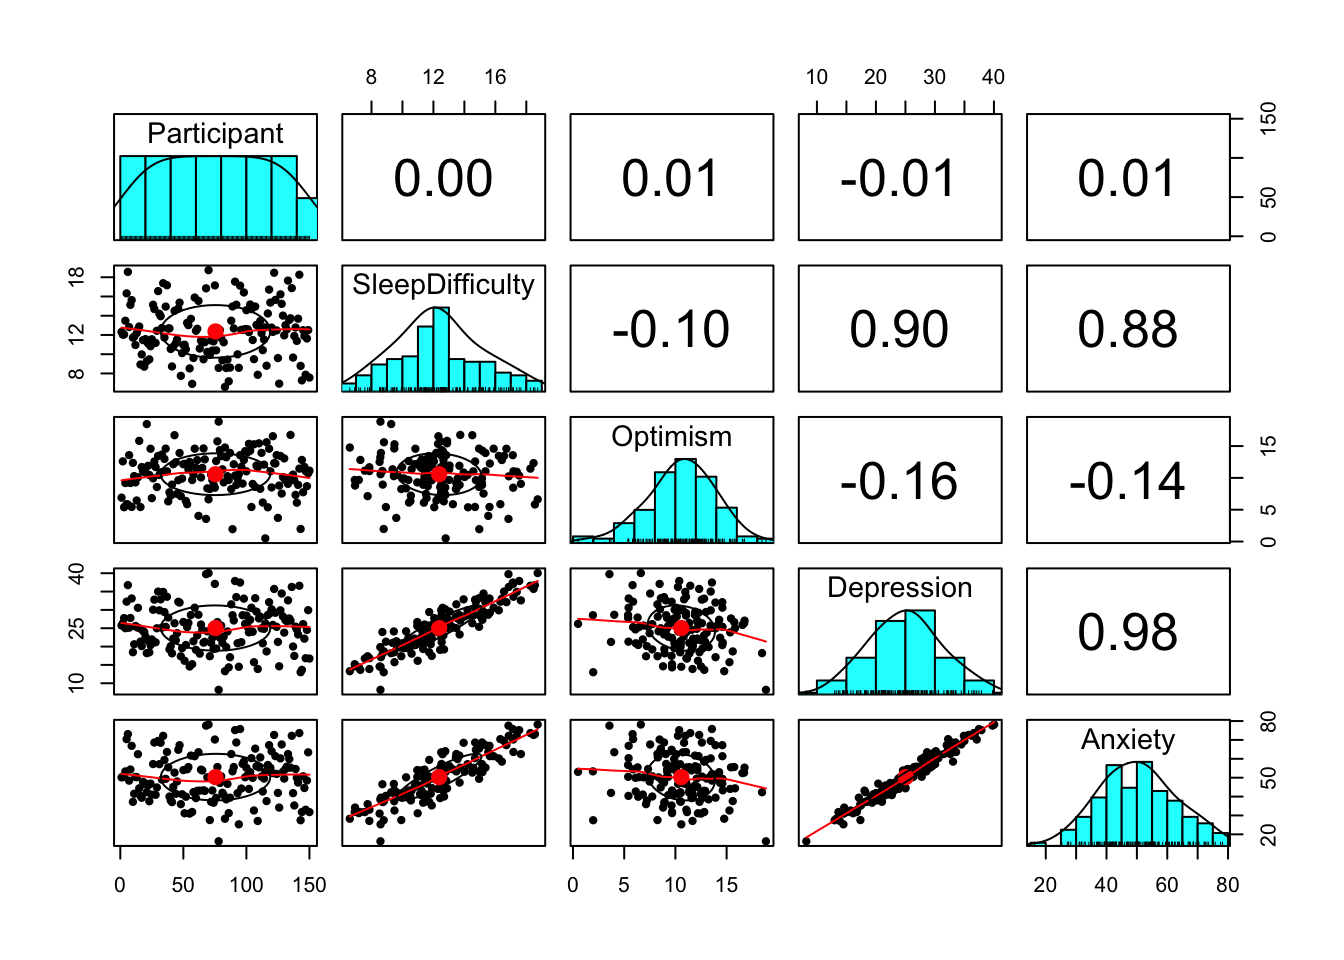 8 12 16 10 20 30 40
Participant 0.00 0.01 -0.01 0.01 0 50 150
8 12 18 SleepDifficulty -0.10 0.90 0.88
Optimism -0.16 -0.14 0 5 15
10 25 40 Depression 0.98
Anxiety 20 50 80
0 50 100 150 0 5 10 15 20 40 60 80